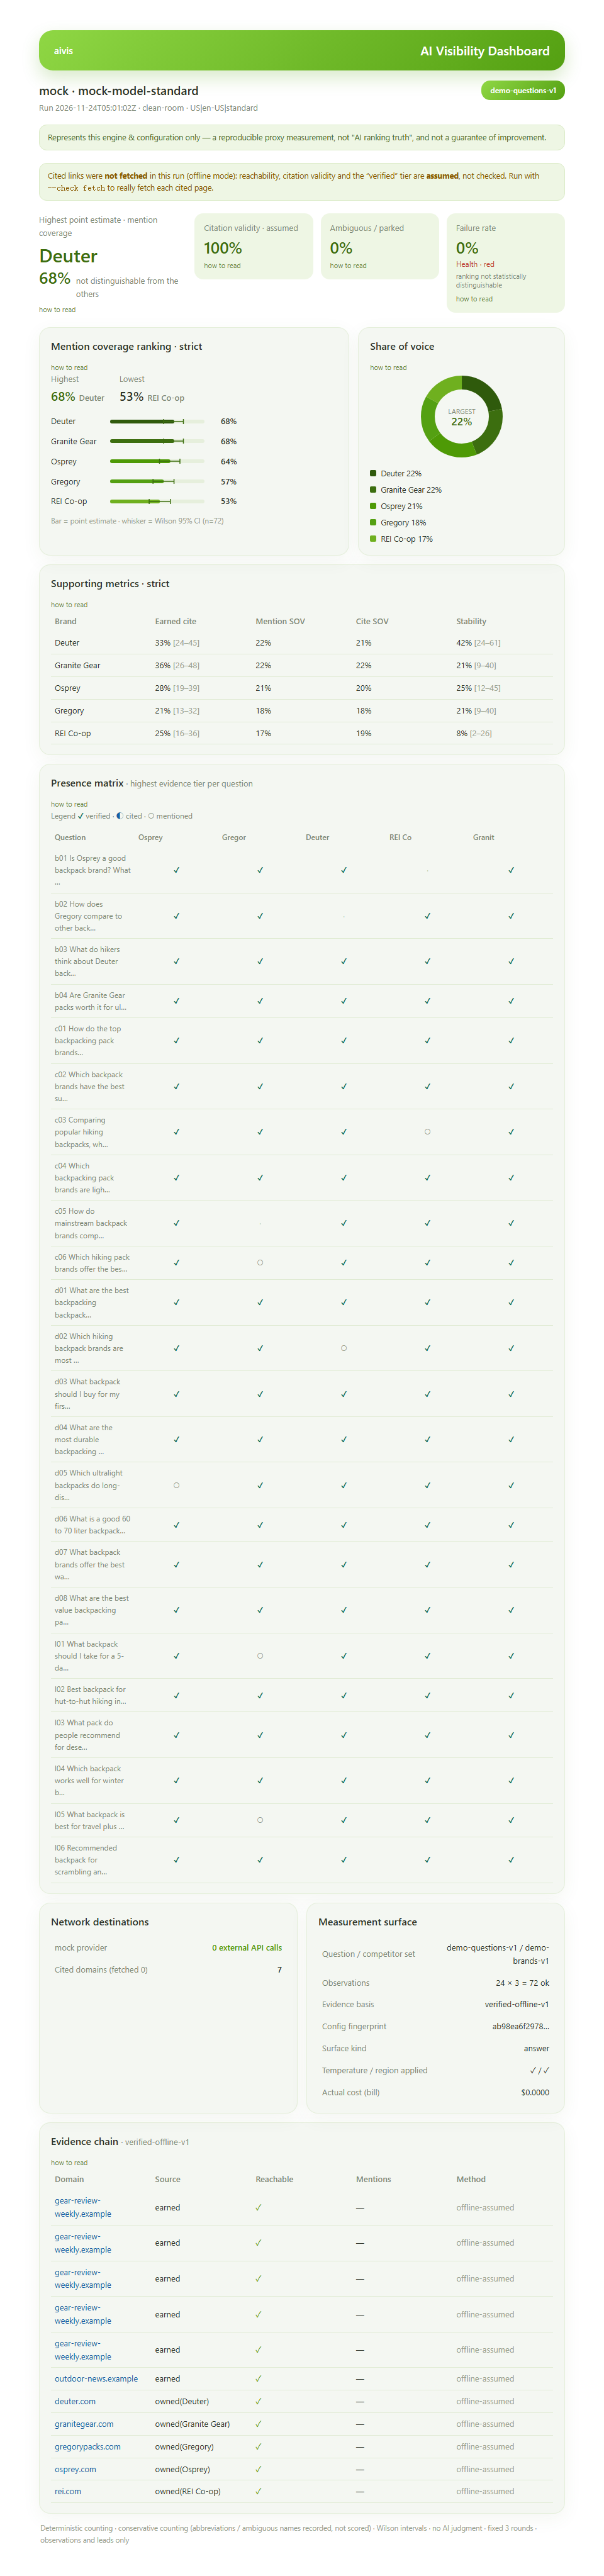 aivis
AI Visibility Dashboard
mock · mock-model-standard
demo-questions-v1
Run 2026-11-24T05:01:02Z · clean-room · US|en-US|standard
Represents this engine & configuration only — a reproducible proxy measurement, not "AI ranking truth", and not a guarantee of improvement.
Cited links were not fetched in this run (offline mode): reachability, citation validity and the "verified" tier are assumed, not checked. Run with
--check fetch to really fetch each cited page.
Highest point estimate · mention
coverage
Deuter
68% not distinguishable from the
others
how to read
Citation validity · assumed
100%
how to read
Ambiguous / parked
0%
how to read
Failure rate
0%
Health · red
ranking not statistically
distinguishable
how to read
Mention coverage ranking · strict
how to read
Highest Lowest
68% Deuter 53% REI Co-op
Deuter 68%
Granite Gear 68%
Osprey 64%
Gregory 57%
REI Co-op 53%
Bar = point estimate · whisker = Wilson 95% CI (n=72)
Share of voice
how to read
LARGEST
22%
Deuter 22%
Granite Gear 22%
Osprey 21%
Gregory 18%
REI Co-op 17%
Supporting metrics · strict
how to read
Brand Earned cite Mention SOV Cite SOV Stability
Deuter 33% [24–45] 22% 21% 42% [24–61]
Granite Gear 36% [26–48] 22% 22% 21% [9–40]
Osprey 28% [19–39] 21% 20% 25% [12–45]
Gregory 21% [13–32] 18% 18% 21% [9–40]
REI Co-op 25% [16–36] 17% 19% 8% [2–26]
Presence matrix · highest evidence tier per question
how to read
Legend ✓ verified · ◐ cited · ○ mentioned
Question Osprey Gregor Deuter REI Co Granit
b01 Is Osprey a good
backpack brand? What
... ✓ ✓ ✓ · ✓
b02 How does
Gregory compare to
other back... ✓ ✓ · ✓ ✓
b03 What do hikers
think about Deuter
back... ✓ ✓ ✓ ✓ ✓
b04 Are Granite Gear
packs worth it for ul... ✓ ✓ ✓ ✓ ✓
c01 How do the top
backpacking pack
brands... ✓ ✓ ✓ ✓ ✓
c02 Which backpack
brands have the best
su... ✓ ✓ ✓ ✓ ✓
c03 Comparing
popular hiking
backpacks, wh... ✓ ✓ ✓ ○ ✓
c04 Which
backpacking pack
brands are ligh... ✓ ✓ ✓ ✓ ✓
c05 How do
mainstream backpack
brands comp... ✓ · ✓ ✓ ✓
c06 Which hiking pack
brands offer the bes... ✓ ○ ✓ ✓ ✓
d01 What are the best
backpacking
backpack... ✓ ✓ ✓ ✓ ✓
d02 Which hiking
backpack brands are
most ... ✓ ✓ ○ ✓ ✓
d03 What backpack
should I buy for my
firs... ✓ ✓ ✓ ✓ ✓
d04 What are the
most durable
backpacking ... ✓ ✓ ✓ ✓ ✓
d05 Which ultralight
backpacks do long-
dis... ○ ✓ ✓ ✓ ✓
d06 What is a good 60
to 70 liter backpack... ✓ ✓ ✓ ✓ ✓
d07 What backpack
brands offer the best
wa... ✓ ✓ ✓ ✓ ✓
d08 What are the best
value backpacking
pa... ✓ ✓ ✓ ✓ ✓
l01 What backpack
should I take for a 5-
da... ✓ ○ ✓ ✓ ✓
l02 Best backpack for
hut-to-hut hiking in... ✓ ✓ ✓ ✓ ✓
l03 What pack do
people recommend
for dese... ✓ ✓ ✓ ✓ ✓
l04 Which backpack
works well for winter
b... ✓ ✓ ✓ ✓ ✓
l05 What backpack is
best for travel plus ... ✓ ○ ✓ ✓ ✓
l06 Recommended
backpack for
scrambling an... ✓ ✓ ✓ ✓ ✓
Network destinations
mock provider 0 external API calls
Cited domains (fetched 0) 7
Measurement surface
Question / competitor set demo-questions-v1 / demo-
brands-v1
Observations 24 × 3 = 72 ok
Evidence basis verified-offline-v1
Config fingerprint ab98ea6f2978...
Surface kind answer
Temperature / region applied ✓ / ✓
Actual cost (bill) $0.0000
Evidence chain · verified-offline-v1
how to read
Domain Source Reachable Mentions Method
gear-review-
weekly.example earned ✓ — offline-assumed
gear-review-
weekly.example earned ✓ — offline-assumed
gear-review-
weekly.example earned ✓ — offline-assumed
gear-review-
weekly.example earned ✓ — offline-assumed
gear-review-
weekly.example earned ✓ — offline-assumed
outdoor-news.example earned ✓ — offline-assumed
deuter.com owned(Deuter) ✓ — offline-assumed
granitegear.com owned(Granite Gear) ✓ — offline-assumed
gregorypacks.com owned(Gregory) ✓ — offline-assumed
osprey.com owned(Osprey) ✓ — offline-assumed
rei.com owned(REI Co-op) ✓ — offline-assumed
Deterministic counting · conservative counting (abbreviations / ambiguous names recorded, not scored) · Wilson intervals · no AI judgment · fixed 3 rounds ·
observations and leads only